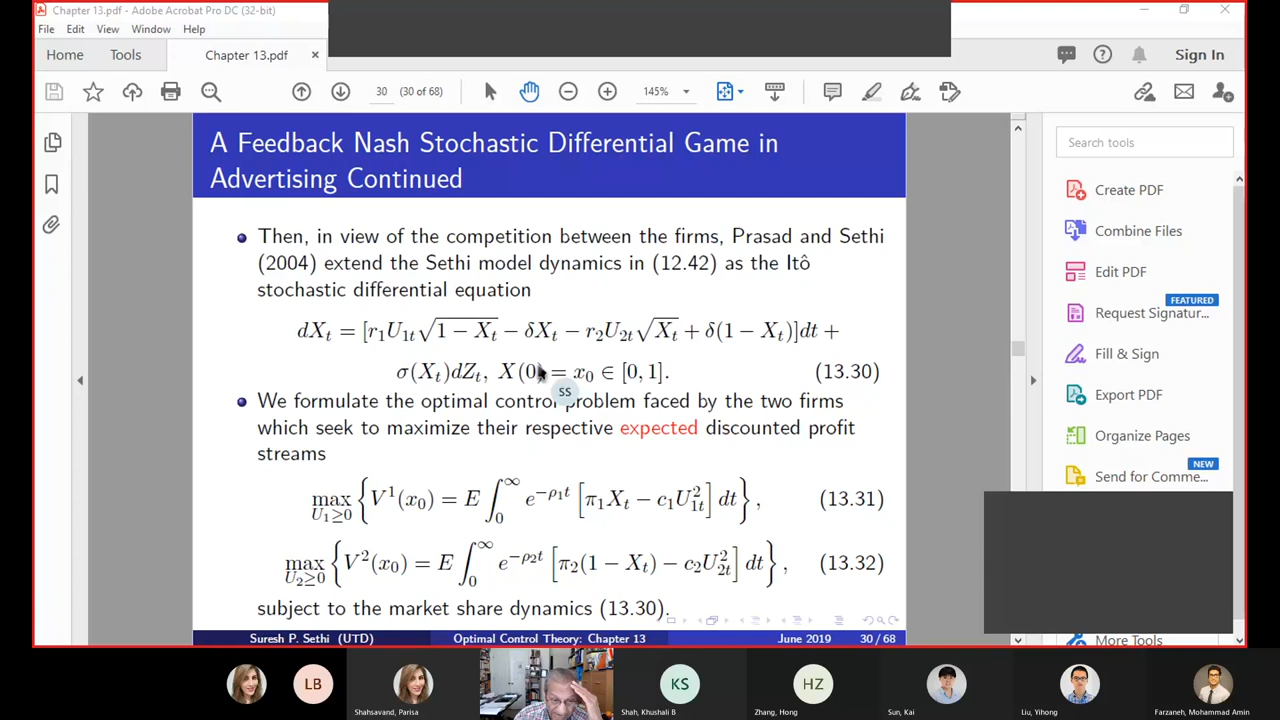 Chapter 13.pdf - Adobe Acrobat Pro DC (32-bit)
File Edit View Window Help
Home Tools Chapter 13.pdf × Sign In
30 (30 of 68) 145%
A Feedback Nash Stochastic Differential Game in
Advertising Continued
Then, in view of the competition between the firms, Prasad and Sethi
(2004) extend the Sethi model dynamics in (12.42) as the Itô
stochastic differential equation
dX_t = [r_1U_{1t}√(1 − X_t) − δX_t − r_2U_{2t}√X_t + δ(1 − X_t)]dt +
σ(X_t)dZ_t, X(0) = x_0 ∈ [0, 1]. (13.30)
SS
We formulate the optimal control problem faced by the two firms
which seek to maximize their respective expected discounted profit
streams
max_{U_1≥0} {V^1(x_0) = E ∫_0^∞ e^{−ρ_1t} [π_1X_t − c_1U_{1t}^2] dt}, (13.31)
max_{U_2≥0} {V^2(x_0) = E ∫_0^∞ e^{−ρ_2t} [π_2(1 − X_t) − c_2U_{2t}^2] dt}, (13.32)
subject to the market share dynamics (13.30).
Suresh P. Sethi (UTD) Optimal Control Theory: Chapter 13 June 2019 30 / 68
Search tools
Create PDF
Combine Files
Edit PDF
FEATURED
Request Signatur...
Fill & Sign
Export PDF
Organize Pages
NEW
Send for Comme...
More Tools
LB KS HZ
Shahsavand, Parisa Shah, Khushali B Zhang, Hong Sun, Kai Liu, Yihong Farzaneh, Mohammad Amin